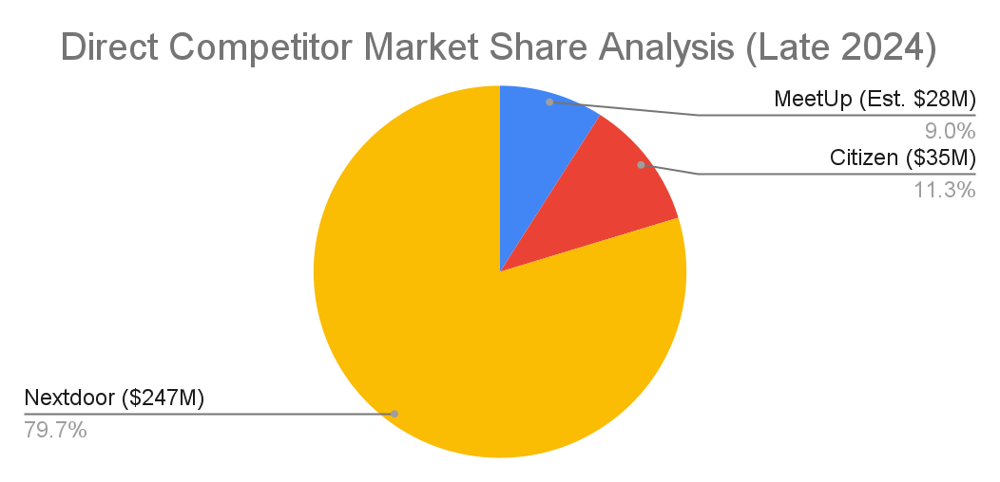 Direct Competitor Market Share Analysis (Late 2024)
MeetUp (Est. $28M)
9.0%
Citizen ($35M)
11.3%
Nextdoor ($247M)
79.7%